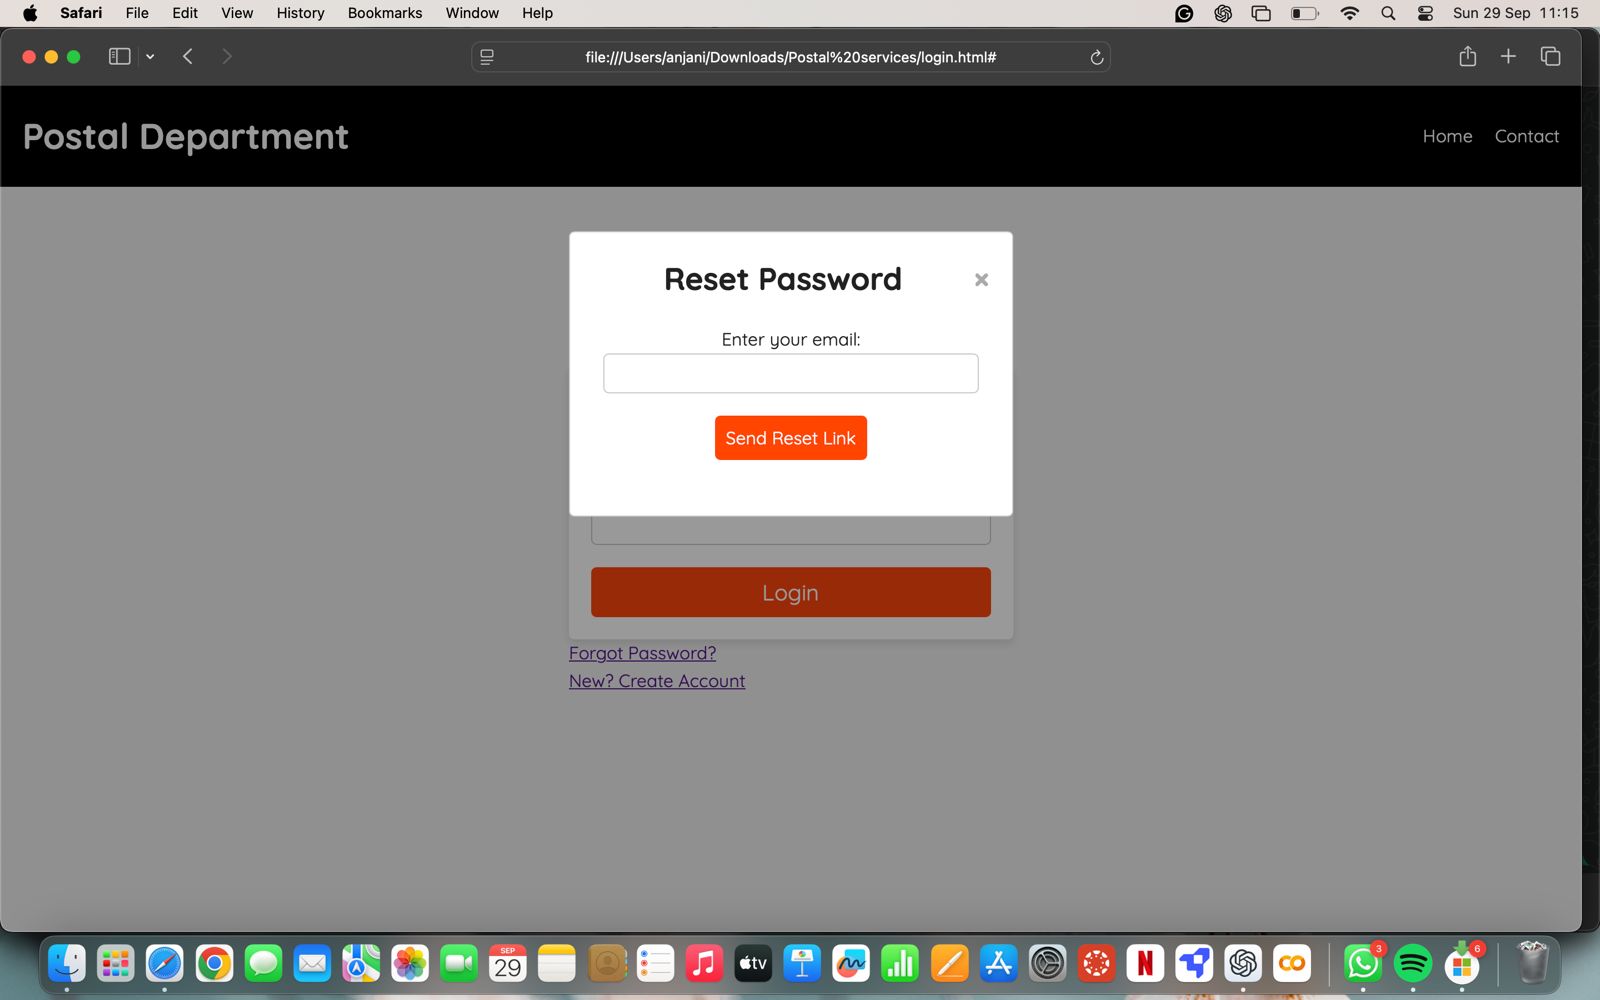 Safari File Edit View History Bookmarks Window Help Sun 29 Sep 11:15
file:///Users/anjani/Downloads/Postal%20services/login.html#
Postal Department
Home Contact
Reset Password ×
Enter your email:
Send Reset Link
Login
Forgot Password?
New? Create Account
SEP
29
tv
N
CO
3
6